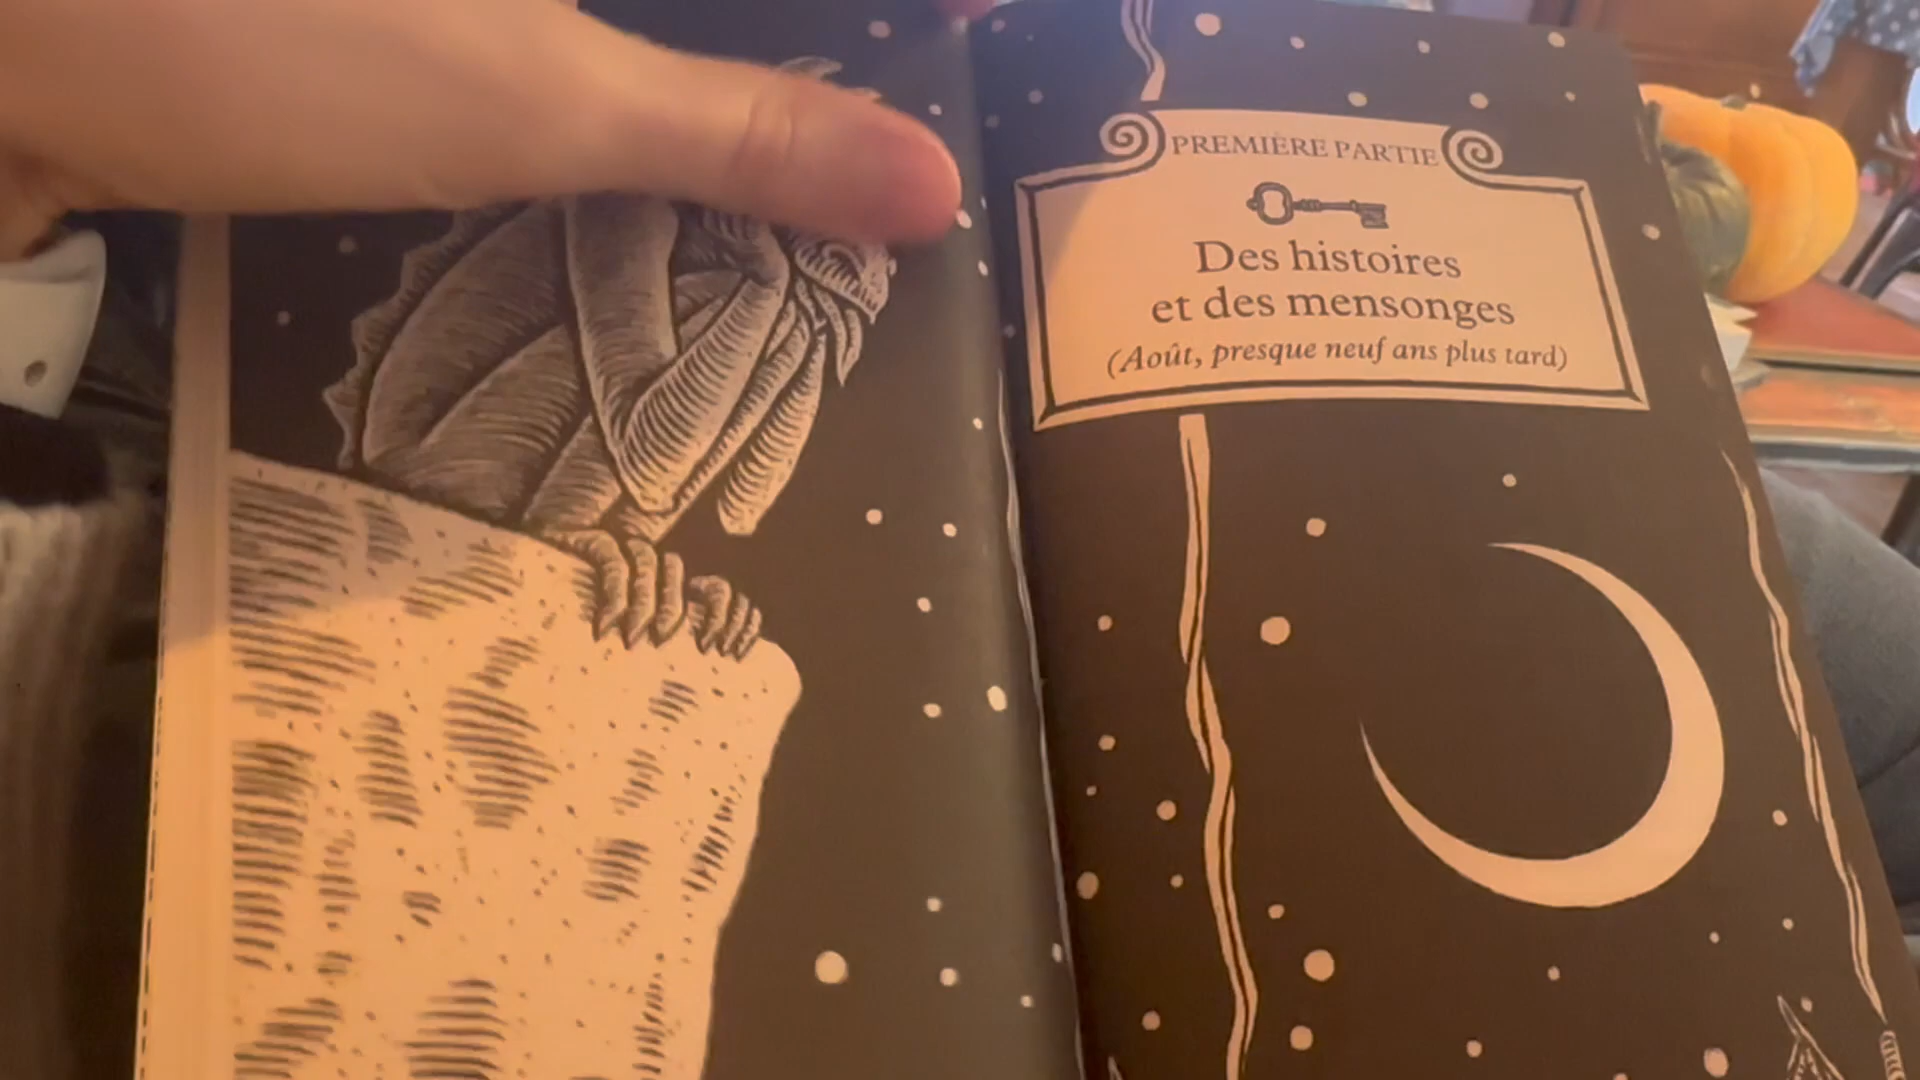 PREMIÈRE PARTIE
Des histoires
et des mensonges
(Août, presque neuf ans plus tard)